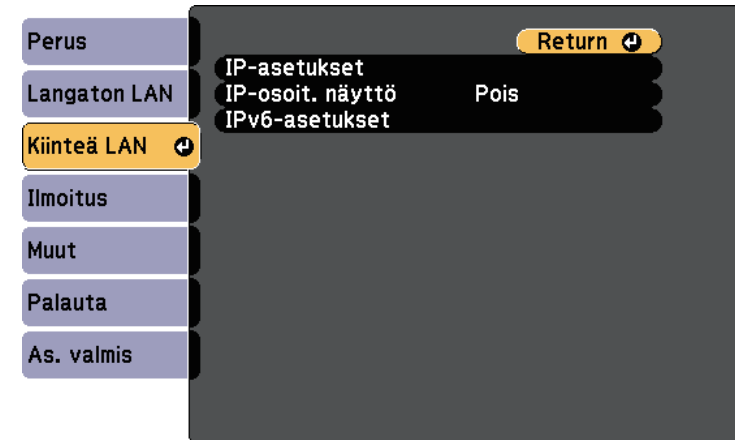 Perus
Langaton LAN
Kiinteä LAN
Ilmoitus
Muut
Palauta
As. valmis
Return
IP-asetukset
IP-osoit. näyttö Pois
IPv6-asetukset